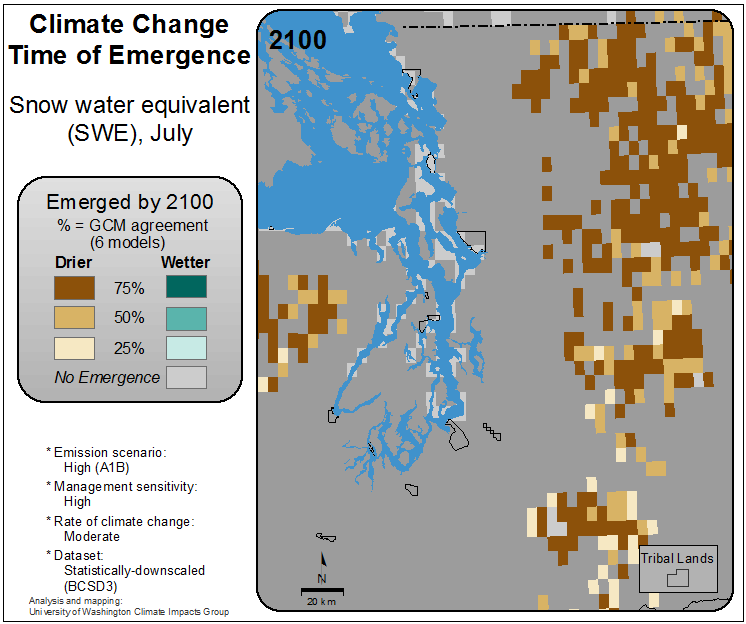 Climate Change
Time of Emergence
Snow water equivalent
(SWE), July
Emerged by 2100
% = GCM agreement
(6 models)
Drier Wetter
75%
50%
25%
No Emergence
* Emission scenario:
High (A1B)
* Management sensitivity:
High
* Rate of climate change:
Moderate
* Dataset:
Statistically-downscaled
(BCSD3)
Analysis and mapping:
University of Washington Climate Impacts Group
2100
N
20 km
Tribal Lands